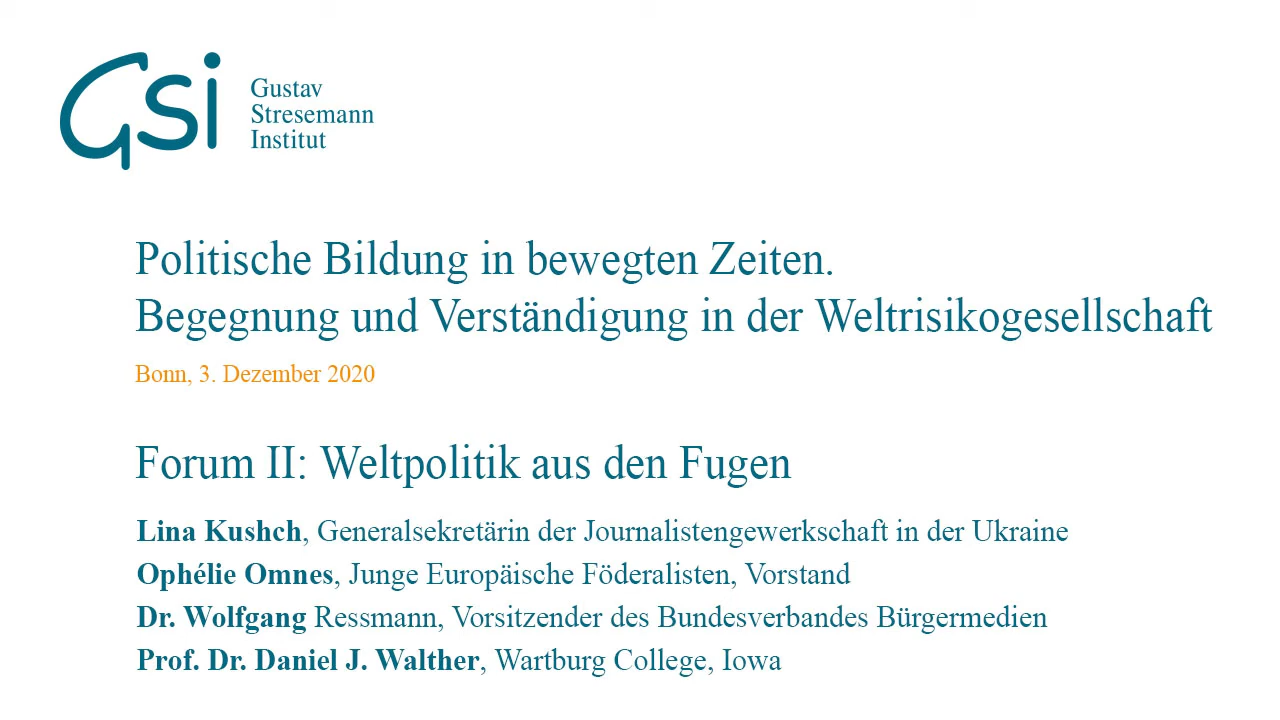 Gsi
Gustav
Stresemann
Institut
Politische Bildung in bewegten Zeiten.
Begegnung und Verständigung in der Weltrisikogesellschaft
Bonn, 3. Dezember 2020
Forum II: Weltpolitik aus den Fugen
Lina Kushch, Generalsekretärin der Journalistengewerkschaft in der Ukraine
Ophélie Omnes, Junge Europäische Föderalisten, Vorstand
Dr. Wolfgang Ressmann, Vorsitzender des Bundesverbandes Bürgermedien
Prof. Dr. Daniel J. Walther, Wartburg College, Iowa